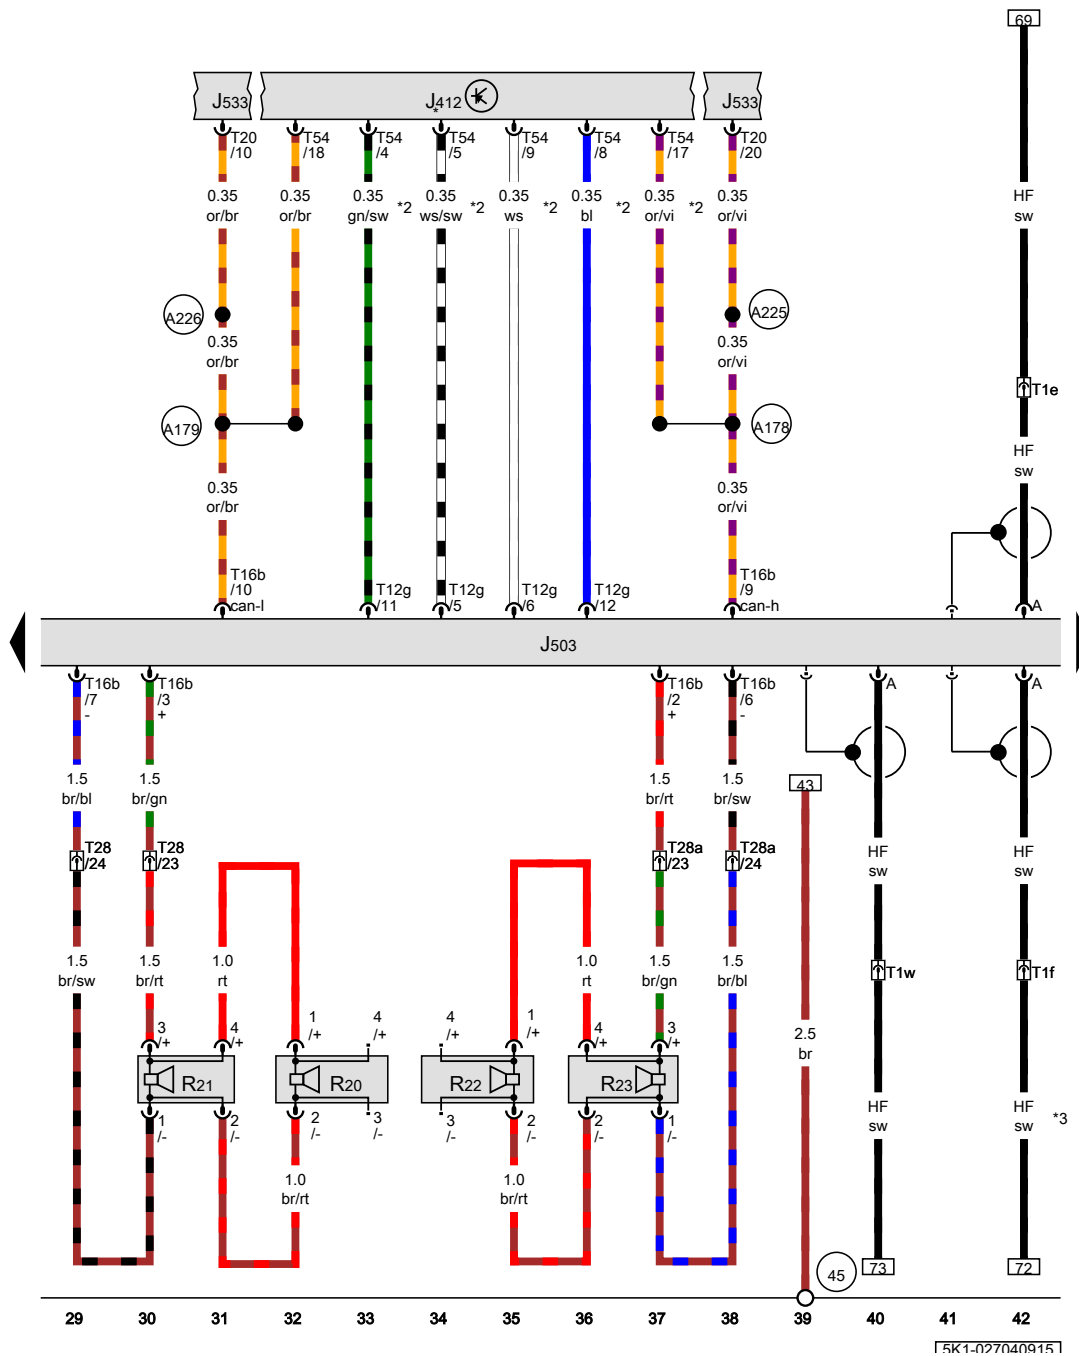 69
J533
J412
*
J533
T20
/10
T54
/18
T54
/4
T54
/5
T54
/9
T54
/8
T54
/17
T20
/20
0.35
or/br
0.35
or/br
0.35
gn/sw
*2
0.35
ws/sw
*2
0.35
ws
*2
0.35
bl
*2
0.35
or/vi
*2
0.35
or/vi
HF
sw
A226
A225
0.35
or/br
0.35
or/vi
T1e
A179
A178
HF
sw
0.35
or/br
0.35
or/vi
T16b
/10
can-l
T12g
/11
T12g
/5
T12g
/6
T12g
/12
T16b
/9
can-h
A
J503
T16b
/7
-
T16b
/3
+
T16b
/2
+
T16b
/6
-
A
A
1.5
br/bl
1.5
br/gn
1.5
br/rt
1.5
br/sw
43
T28
/24
T28
/23
T28a
/23
T28a
/24
HF
sw
HF
sw
1.5
br/sw
1.5
br/rt
1.0
rt
1.0
rt
1.5
br/gn
1.5
br/bl
T1w
T1f
3
/+
4
/+
1
/+
4
/+
4
/+
1
/+
4
/+
3
/+
2.5
br
R21
R20
R22
R23
1
/-
2
/-
2
/-
3
/-
3
/-
2
/-
2
/-
1
/-
HF
sw
HF
sw
*3
1.0
br/rt
1.0
br/rt
45
73
72
29 30 31 32 33 34 35 36 37 38 39 40 41 42
5K1-027040915